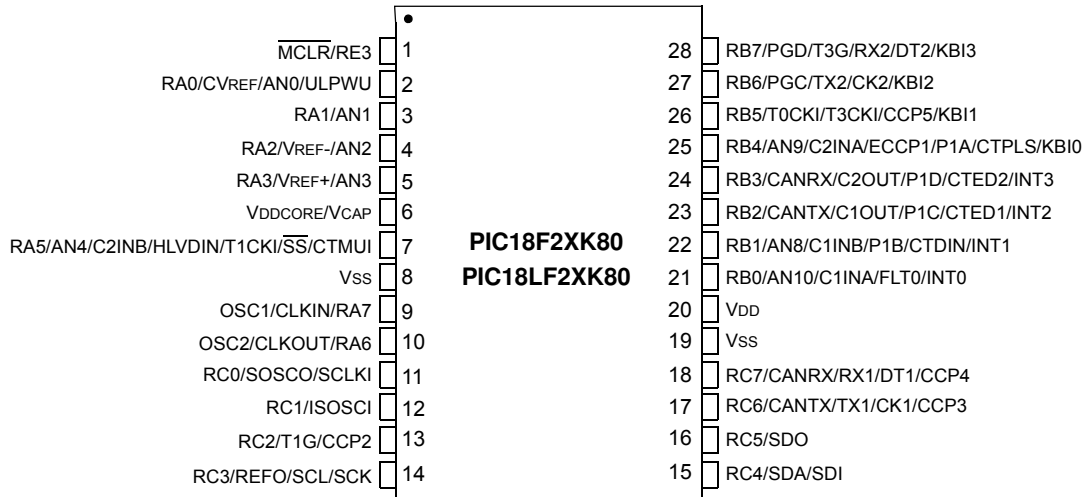 MCLR/RE3 1 28 RB7/PGD/T3G/RX2/DT2/KBI3
RA0/CVREF/AN0/ULPWU 2 27 RB6/PGC/TX2/CK2/KBI2
RA1/AN1 3 26 RB5/T0CKI/T3CKI/CCP5/KBI1
RA2/VREF-/AN2 4 25 RB4/AN9/C2INA/ECCP1/P1A/CTPLS/KBI0
RA3/VREF+/AN3 5 24 RB3/CANRX/C2OUT/P1D/CTED2/INT3
VDDCORE/VCAP 6 23 RB2/CANTX/C1OUT/P1C/CTED1/INT2
RA5/AN4/C2INB/HLVDIN/T1CKI/SS/CTMUI 7 PIC18F2XK80 22 RB1/AN8/C1INB/P1B/CTDIN/INT1
VSS 8 PIC18LF2XK80 21 RB0/AN10/C1INA/FLT0/INT0
OSC1/CLKIN/RA7 9 20 VDD
OSC2/CLKOUT/RA6 10 19 VSS
RC0/SOSCO/SCLKI 11 18 RC7/CANRX/RX1/DT1/CCP4
RC1/ISOSCI 12 17 RC6/CANTX/TX1/CK1/CCP3
RC2/T1G/CCP2 13 16 RC5/SDO
RC3/REFO/SCL/SCK 14 15 RC4/SDA/SDI